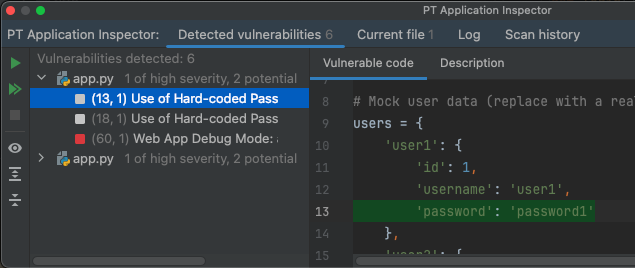 PT Application Inspector
PT Application Inspector: Detected vulnerabilities 6 Current file 1 Log Scan history
Vulnerabilities detected: 6
app.py 1 of high severity, 2 potential
(13, 1) Use of Hard-coded Pass
(18, 1) Use of Hard-coded Pass
(60, 1) Web App Debug Mode:
app.py 1 of high severity, 2 potential
Vulnerable code Description
8 # Mock user data (replace with a rea
9 users = {
10 'user1': {
11 'id': 1,
12 'username': 'user1',
13 'password': 'password1'
14 },
15 'user2': {